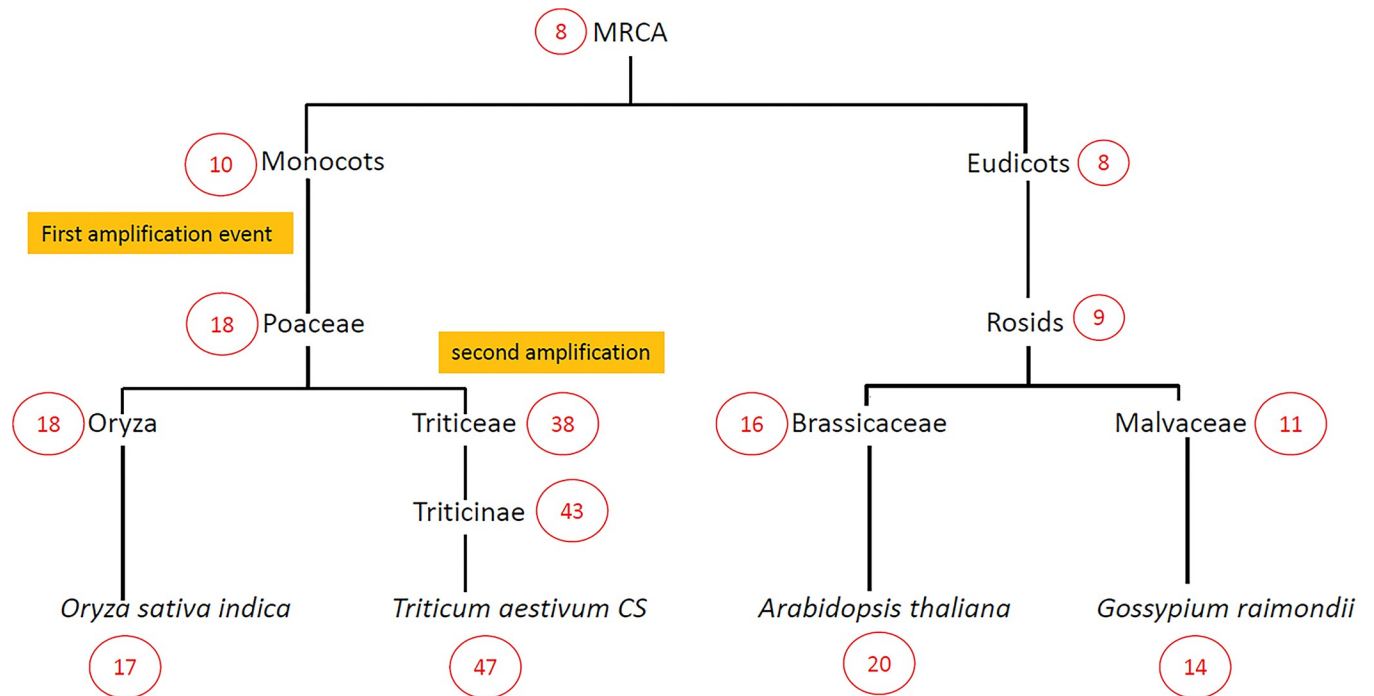 8 MRCA
10 Monocots
Eudicots 8
First amplification event
18 Poaceae
Rosids 9
second amplification
18 Oryza
Triticeae 38
16 Brassicaceae
Malvaceae 11
Triticinae 43
Oryza sativa indica
Triticum aestivum CS
Arabidopsis thaliana
Gossypium raimondii
17
47
20
14